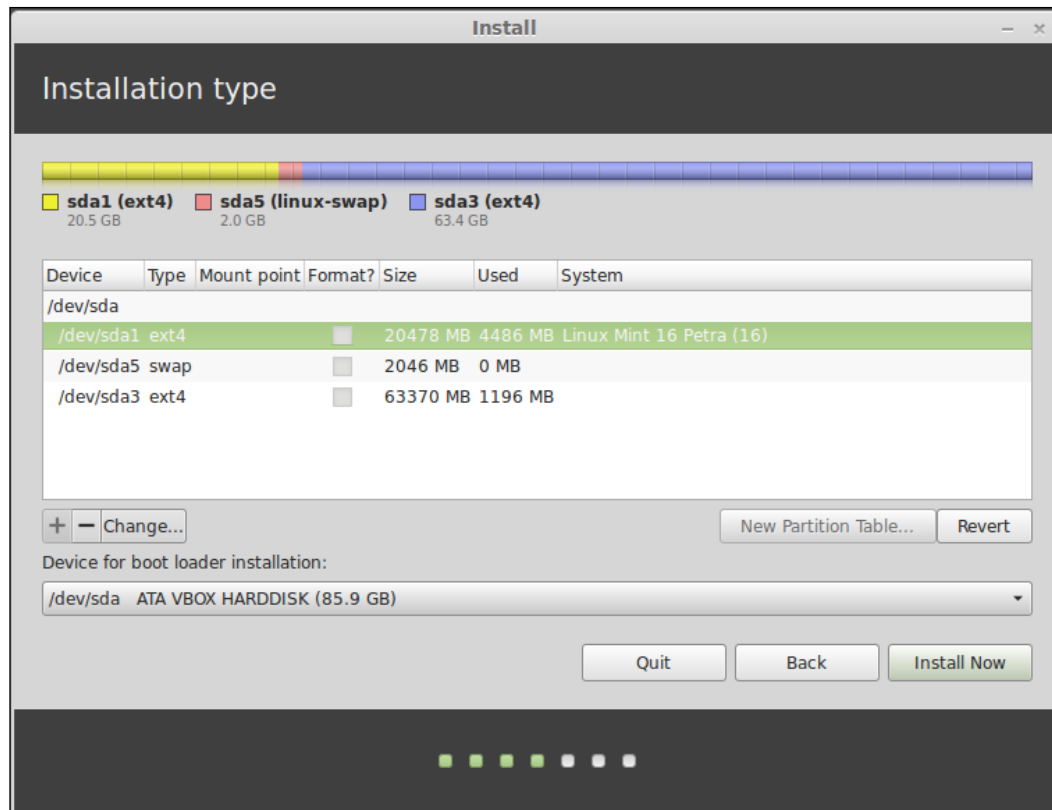 Install
Installation type
sda1 (ext4) sda5 (linux-swap) sda3 (ext4)
20.5 GB 2.0 GB 63.4 GB
Device Type Mount point Format? Size Used System
/dev/sda
/dev/sda1 ext4 20478 MB 4486 MB Linux Mint 16 Petra (16)
/dev/sda5 swap 2046 MB 0 MB
/dev/sda3 ext4 63370 MB 1196 MB
+ − Change... New Partition Table... Revert
Device for boot loader installation:
/dev/sda ATA VBOX HARDDISK (85.9 GB)
Quit Back Install Now